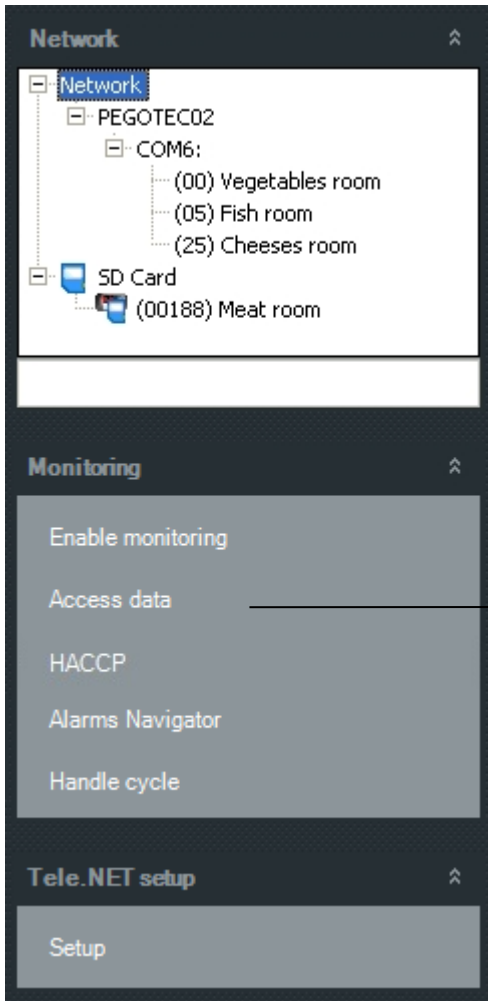 Network
Network
PEGOTEC02
COM6:
(00) Vegetables room
(05) Fish room
(25) Cheeses room
SD Card
(00188) Meat room
Monitoring
Enable monitoring
Access data
HACCP
Alarms Navigator
Handle cycle
Tele.NET setup
Setup